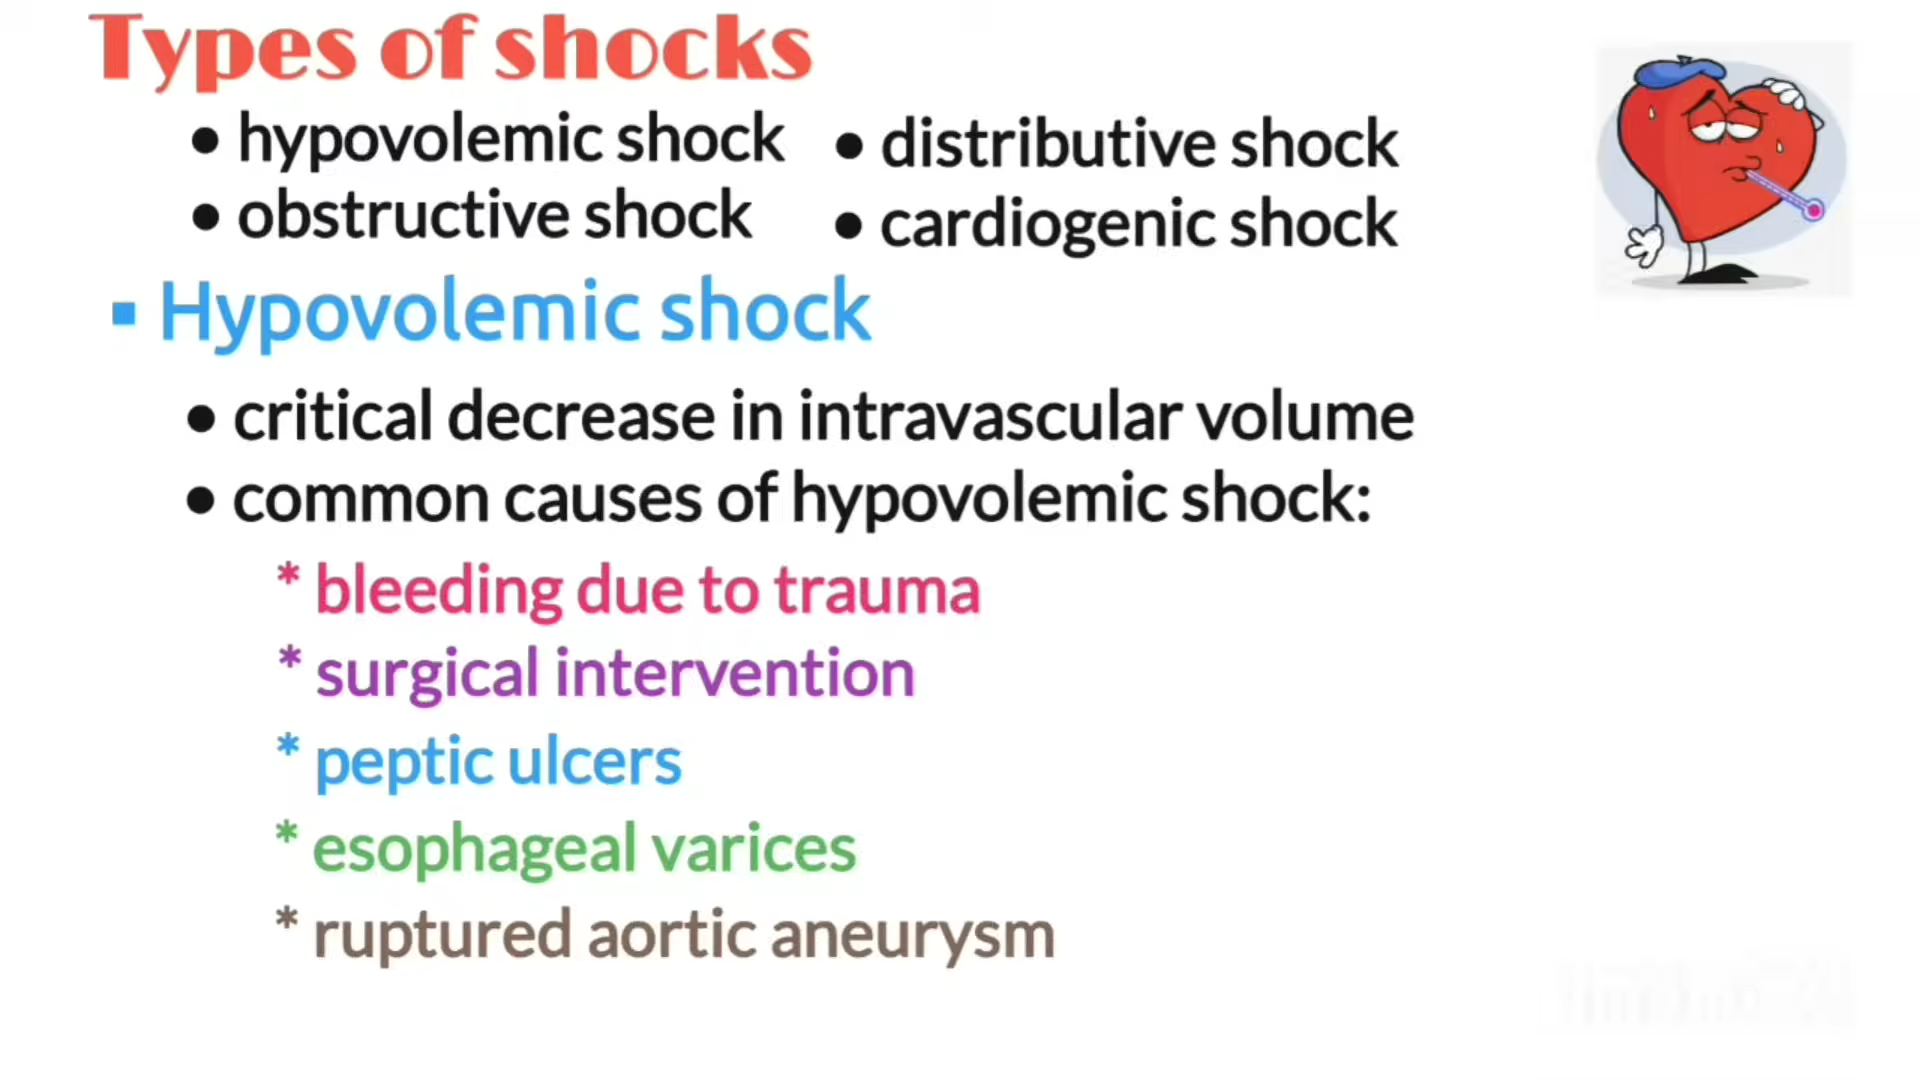 Types of shocks
• hypovolemic shock • distributive shock
• obstructive shock • cardiogenic shock
▪ Hypovolemic shock
• critical decrease in intravascular volume
• common causes of hypovolemic shock:
* bleeding due to trauma
* surgical intervention
* peptic ulcers
* esophageal varices
* ruptured aortic aneurysm